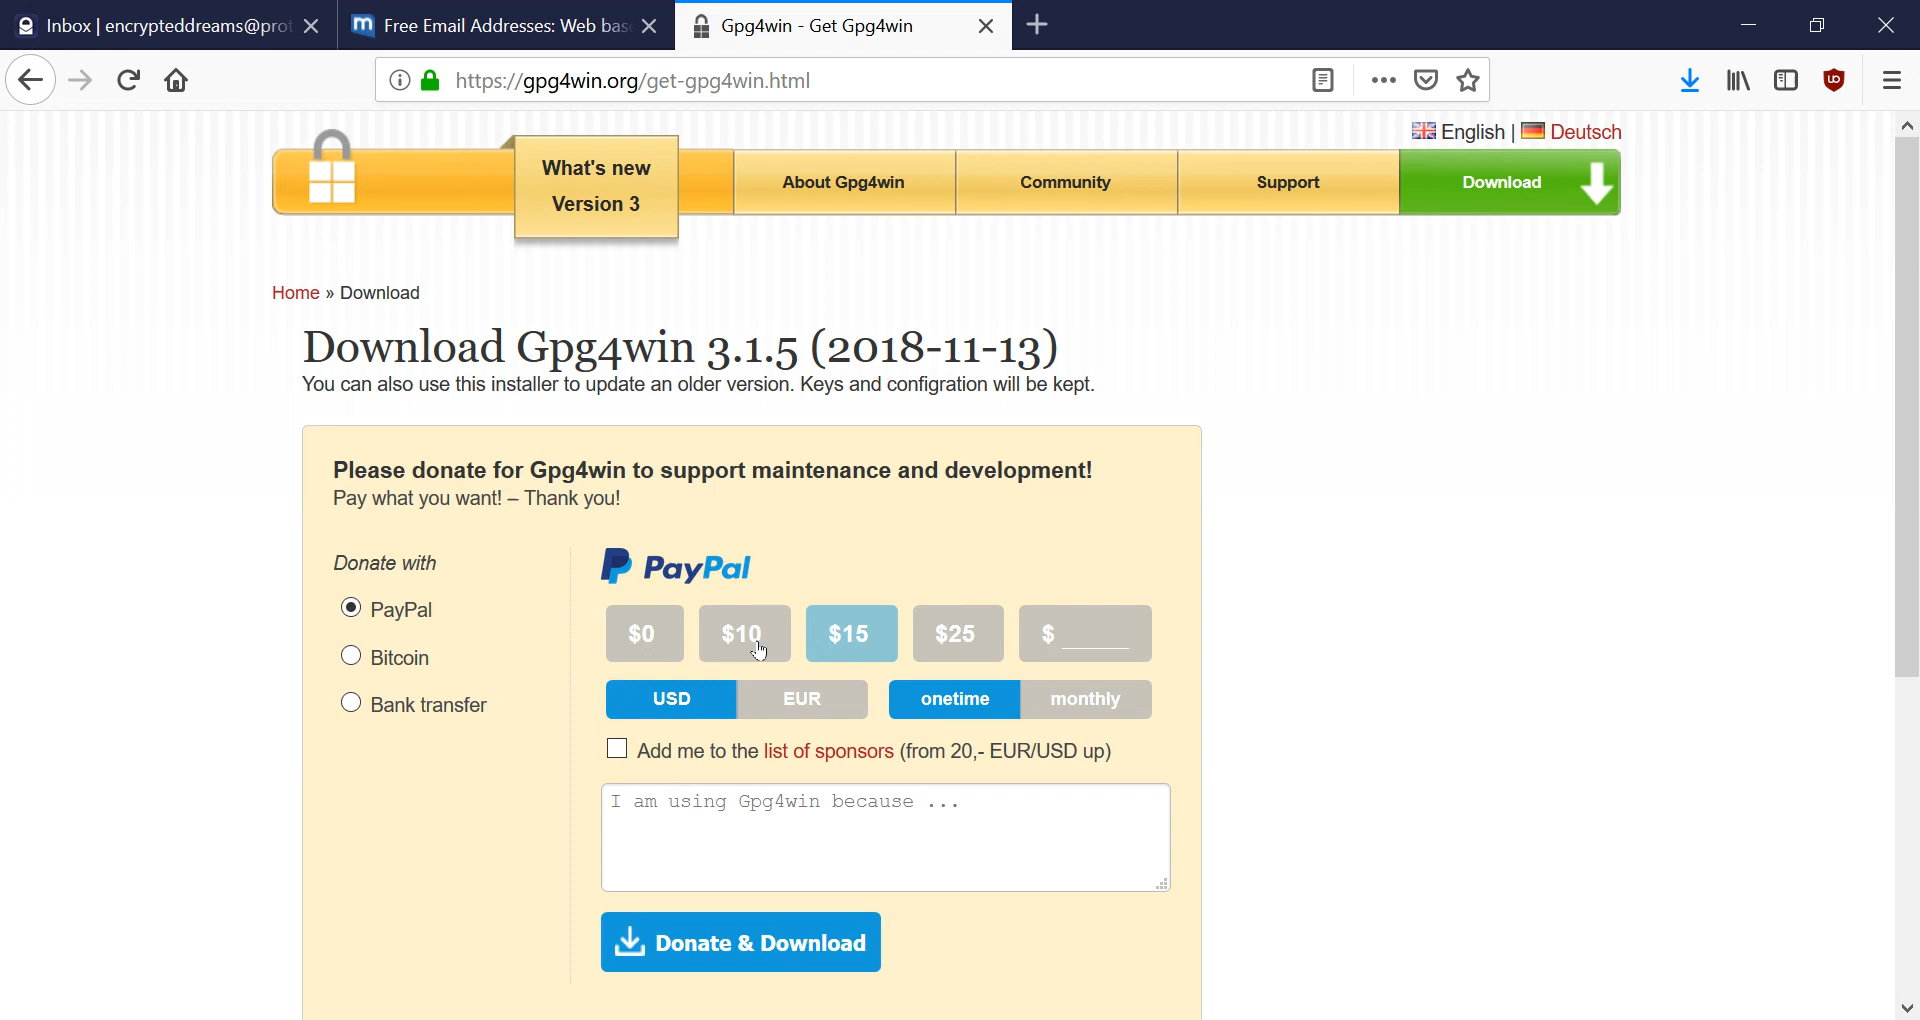 Inbox | encrypteddreams@prot
Free Email Addresses: Web bas
Gpg4win - Get Gpg4win
https://gpg4win.org/get-gpg4win.html
English | Deutsch
What's new
Version 3
About Gpg4win
Community
Support
Download
Home » Download
Download Gpg4win 3.1.5 (2018-11-13)
You can also use this installer to update an older version. Keys and configration will be kept.
Please donate for Gpg4win to support maintenance and development!
Pay what you want! – Thank you!
Donate with
PayPal
PayPal
Bitcoin
Bank transfer
$0
$10
$15
$25
$ ______
USD
EUR
onetime
monthly
Add me to the list of sponsors (from 20,- EUR/USD up)
I am using Gpg4win because ...
Donate & Download